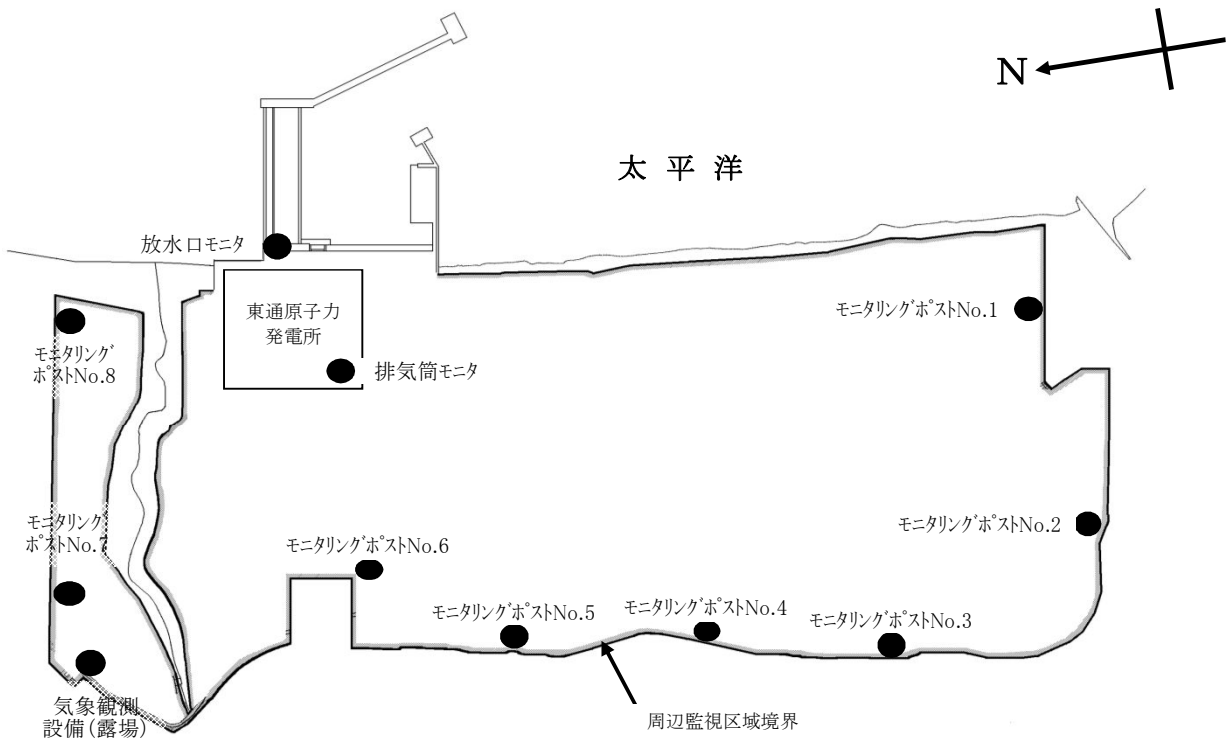 N
太平洋
放水口モニタ
東通原子力
発電所
排気筒モニタ
モニタリングポストNo.1
モニタリング
ポストNo.8
モニタリングポストNo.2
モニタリング
ポストNo.7
モニタリングポストNo.6
モニタリングポストNo.5
モニタリングポストNo.4
モニタリングポストNo.3
気象観測
設備(露場)
周辺監視区域境界